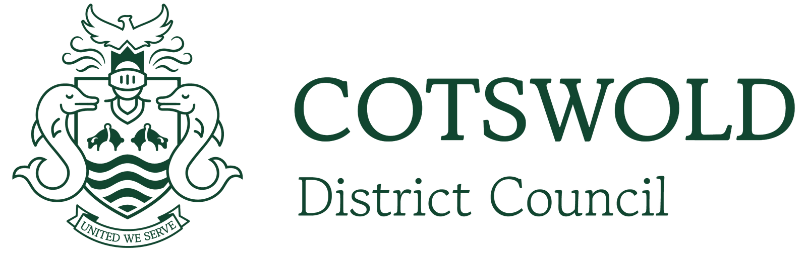 UNITED WE SERVE
COTSWOLD
District Council